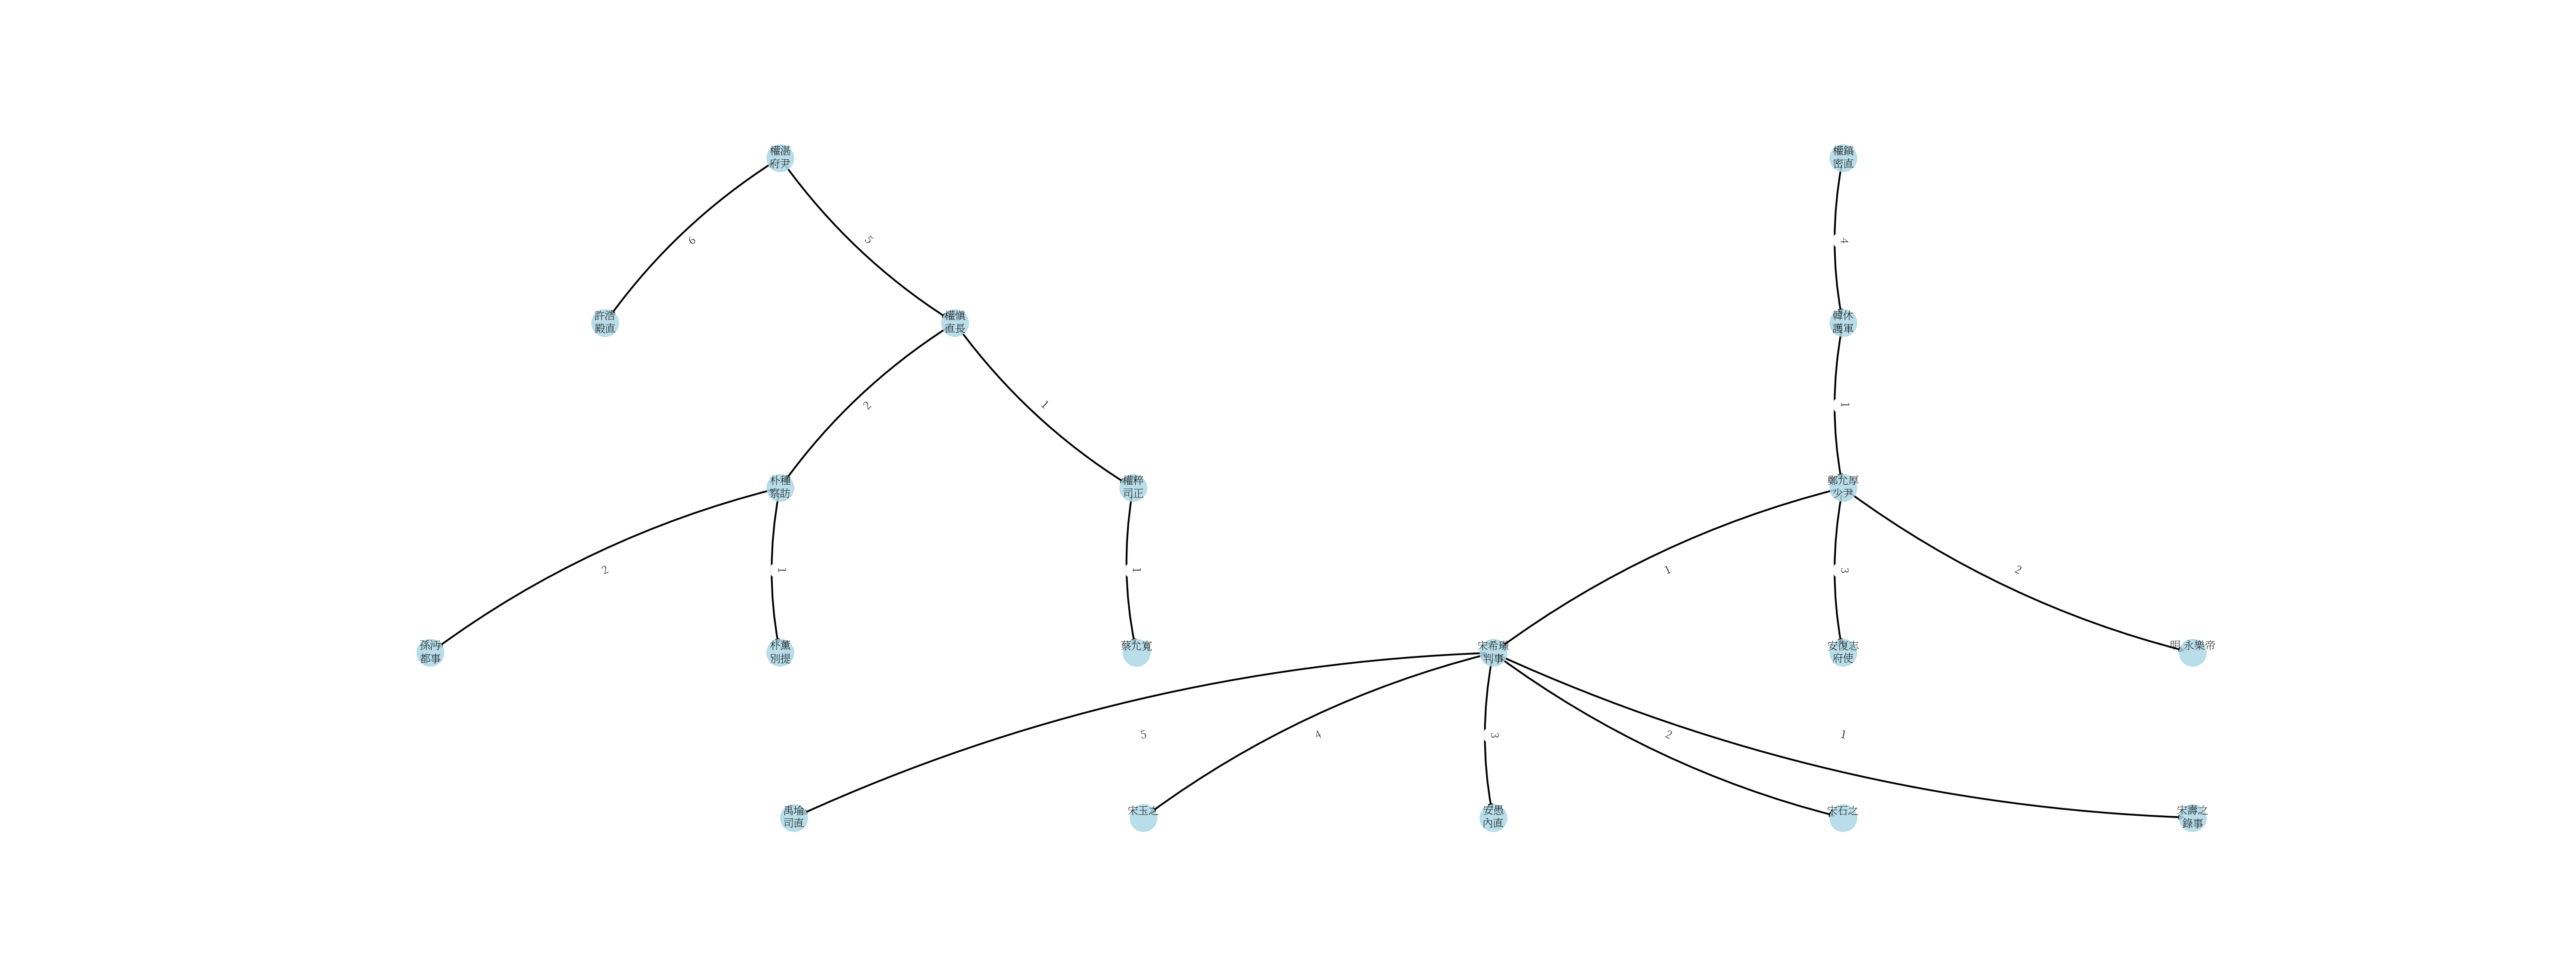 權湛
府尹
權鎬
密直
6
5
4
許渚
殿直
權愼
直長
韓休
護軍
2
1
1
朴種
察訪
權粹
司正
鄭允厚
少尹
2
1
1
1
3
2
孫沔
都事
朴薰
別提
蔡允寬
宋希璟
判事
安復志
府使
明 永樂帝
5
4
3
2
1
禹埨
司直
宋玉之
安愚
內直
宋石之
宋壽之
錄事